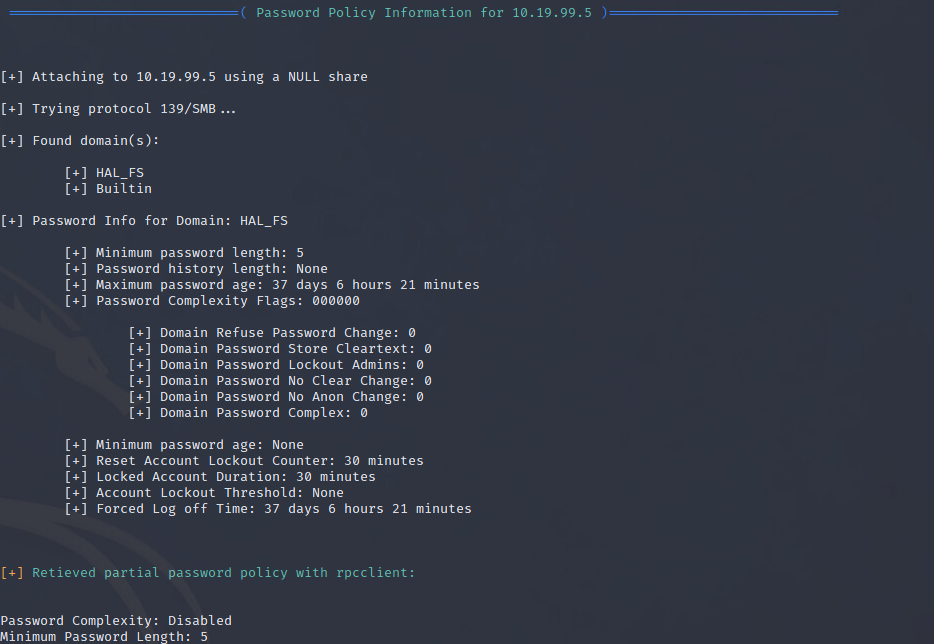 ( Password Policy Information for 10.19.99.5 )
[+] Attaching to 10.19.99.5 using a NULL share
[+] Trying protocol 139/SMB...
[+] Found domain(s):
[+] HAL_FS
[+] Builtin
[+] Password Info for Domain: HAL_FS
[+] Minimum password length: 5
[+] Password history length: None
[+] Maximum password age: 37 days 6 hours 21 minutes
[+] Password Complexity Flags: 000000
[+] Domain Refuse Password Change: 0
[+] Domain Password Store Cleartext: 0
[+] Domain Password Lockout Admins: 0
[+] Domain Password No Clear Change: 0
[+] Domain Password No Anon Change: 0
[+] Domain Password Complex: 0
[+] Minimum password age: None
[+] Reset Account Lockout Counter: 30 minutes
[+] Locked Account Duration: 30 minutes
[+] Account Lockout Threshold: None
[+] Forced Log off Time: 37 days 6 hours 21 minutes
[+] Retieved partial password policy with rpcclient:
Password Complexity: Disabled
Minimum Password Length: 5